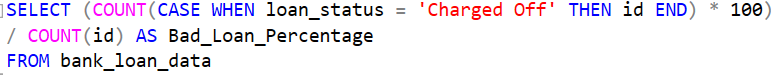 SELECT (COUNT(CASE WHEN loan_status = 'Charged Off' THEN id END) * 100)
/ COUNT(id) AS Bad_Loan_Percentage
FROM bank_loan_data